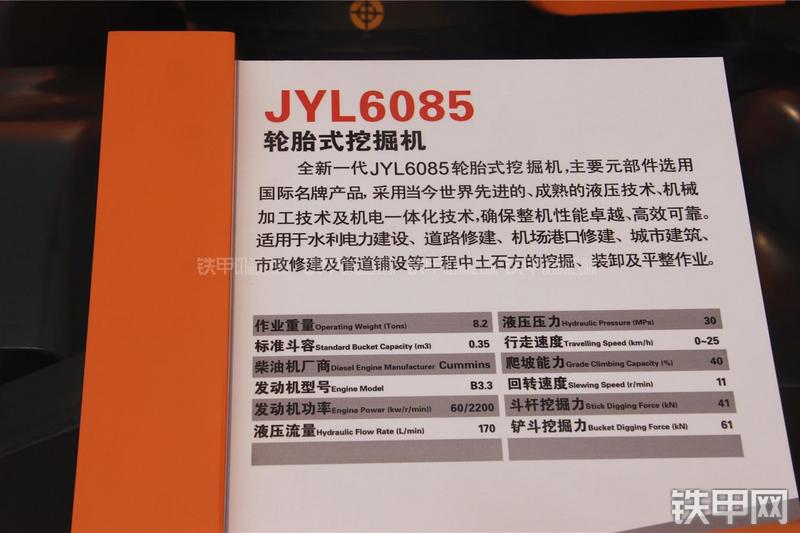 JYL6085
轮胎式挖掘机
全新一代JYL6085轮胎式挖掘机,主要元部件选用
国际名牌产品,采用当今世界先进的、成熟的液压技术、机械
加工技术及机电一体化技术,确保整机性能卓越、高效可靠。
适用于水利电力建设、道路修建、机场港口修建、城市建筑、
市政修建及管道铺设等工程中土石方的挖掘、装卸及平整作业。
作业重量Operating Weight (Tons) 8.2 液压压力Hydraulic Pressure (MPa) 30
标准斗容Standard Bucket Capacity (m3) 0.35 行走速度Travelling Speed (km/h) 0~25
柴油机厂商Diesel Engine Manufacturer Cummins 爬坡能力Grade Climbing Capacity (%) 40
发动机型号Engine Model B3.3 回转速度Slewing Speed (r/min) 11
发动机功率Engine Power (kw/r/min)) 60/2200 斗杆挖掘力Stick Digging Force (kN) 41
液压流量Hydraulic Flow Rate (L/min) 170 铲斗挖掘力Bucket Digging Force (kN) 61
铁甲网